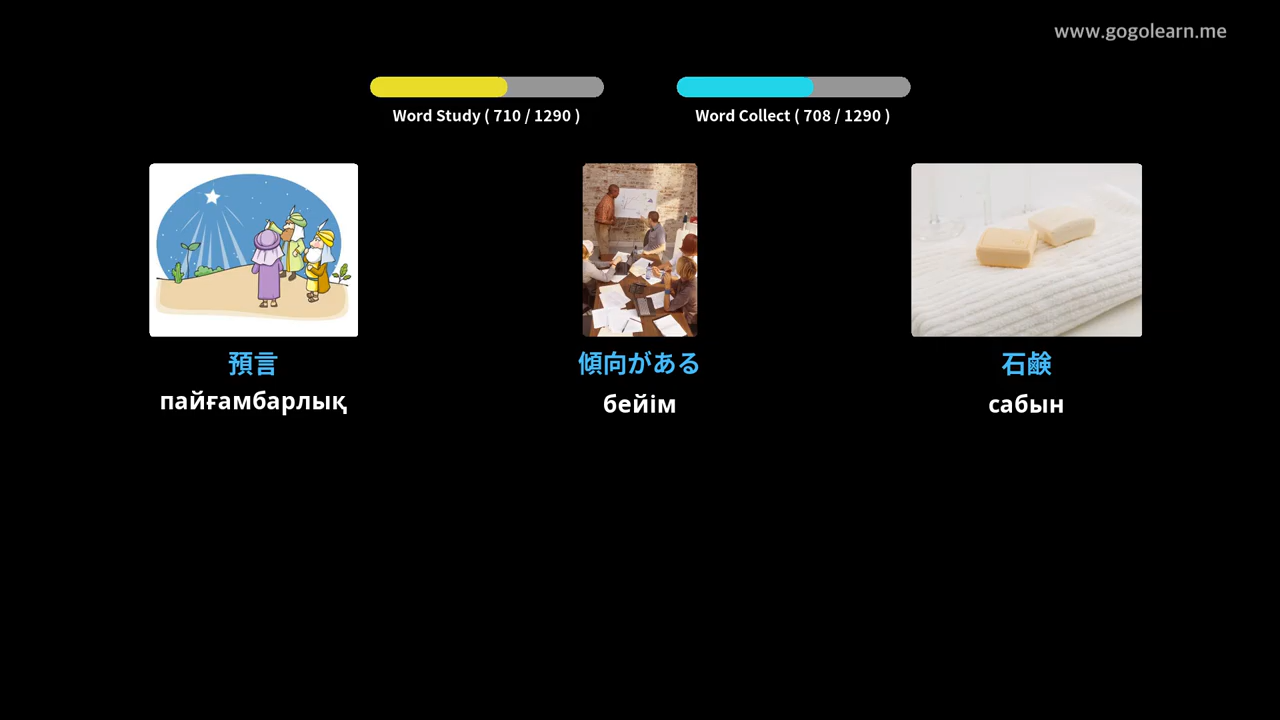 www.gogolearn.me
Word Study ( 710 / 1290 )
Word Collect ( 708 / 1290 )
預言
傾向がある
石鹸
пайғамбарлық
бейім
сабын